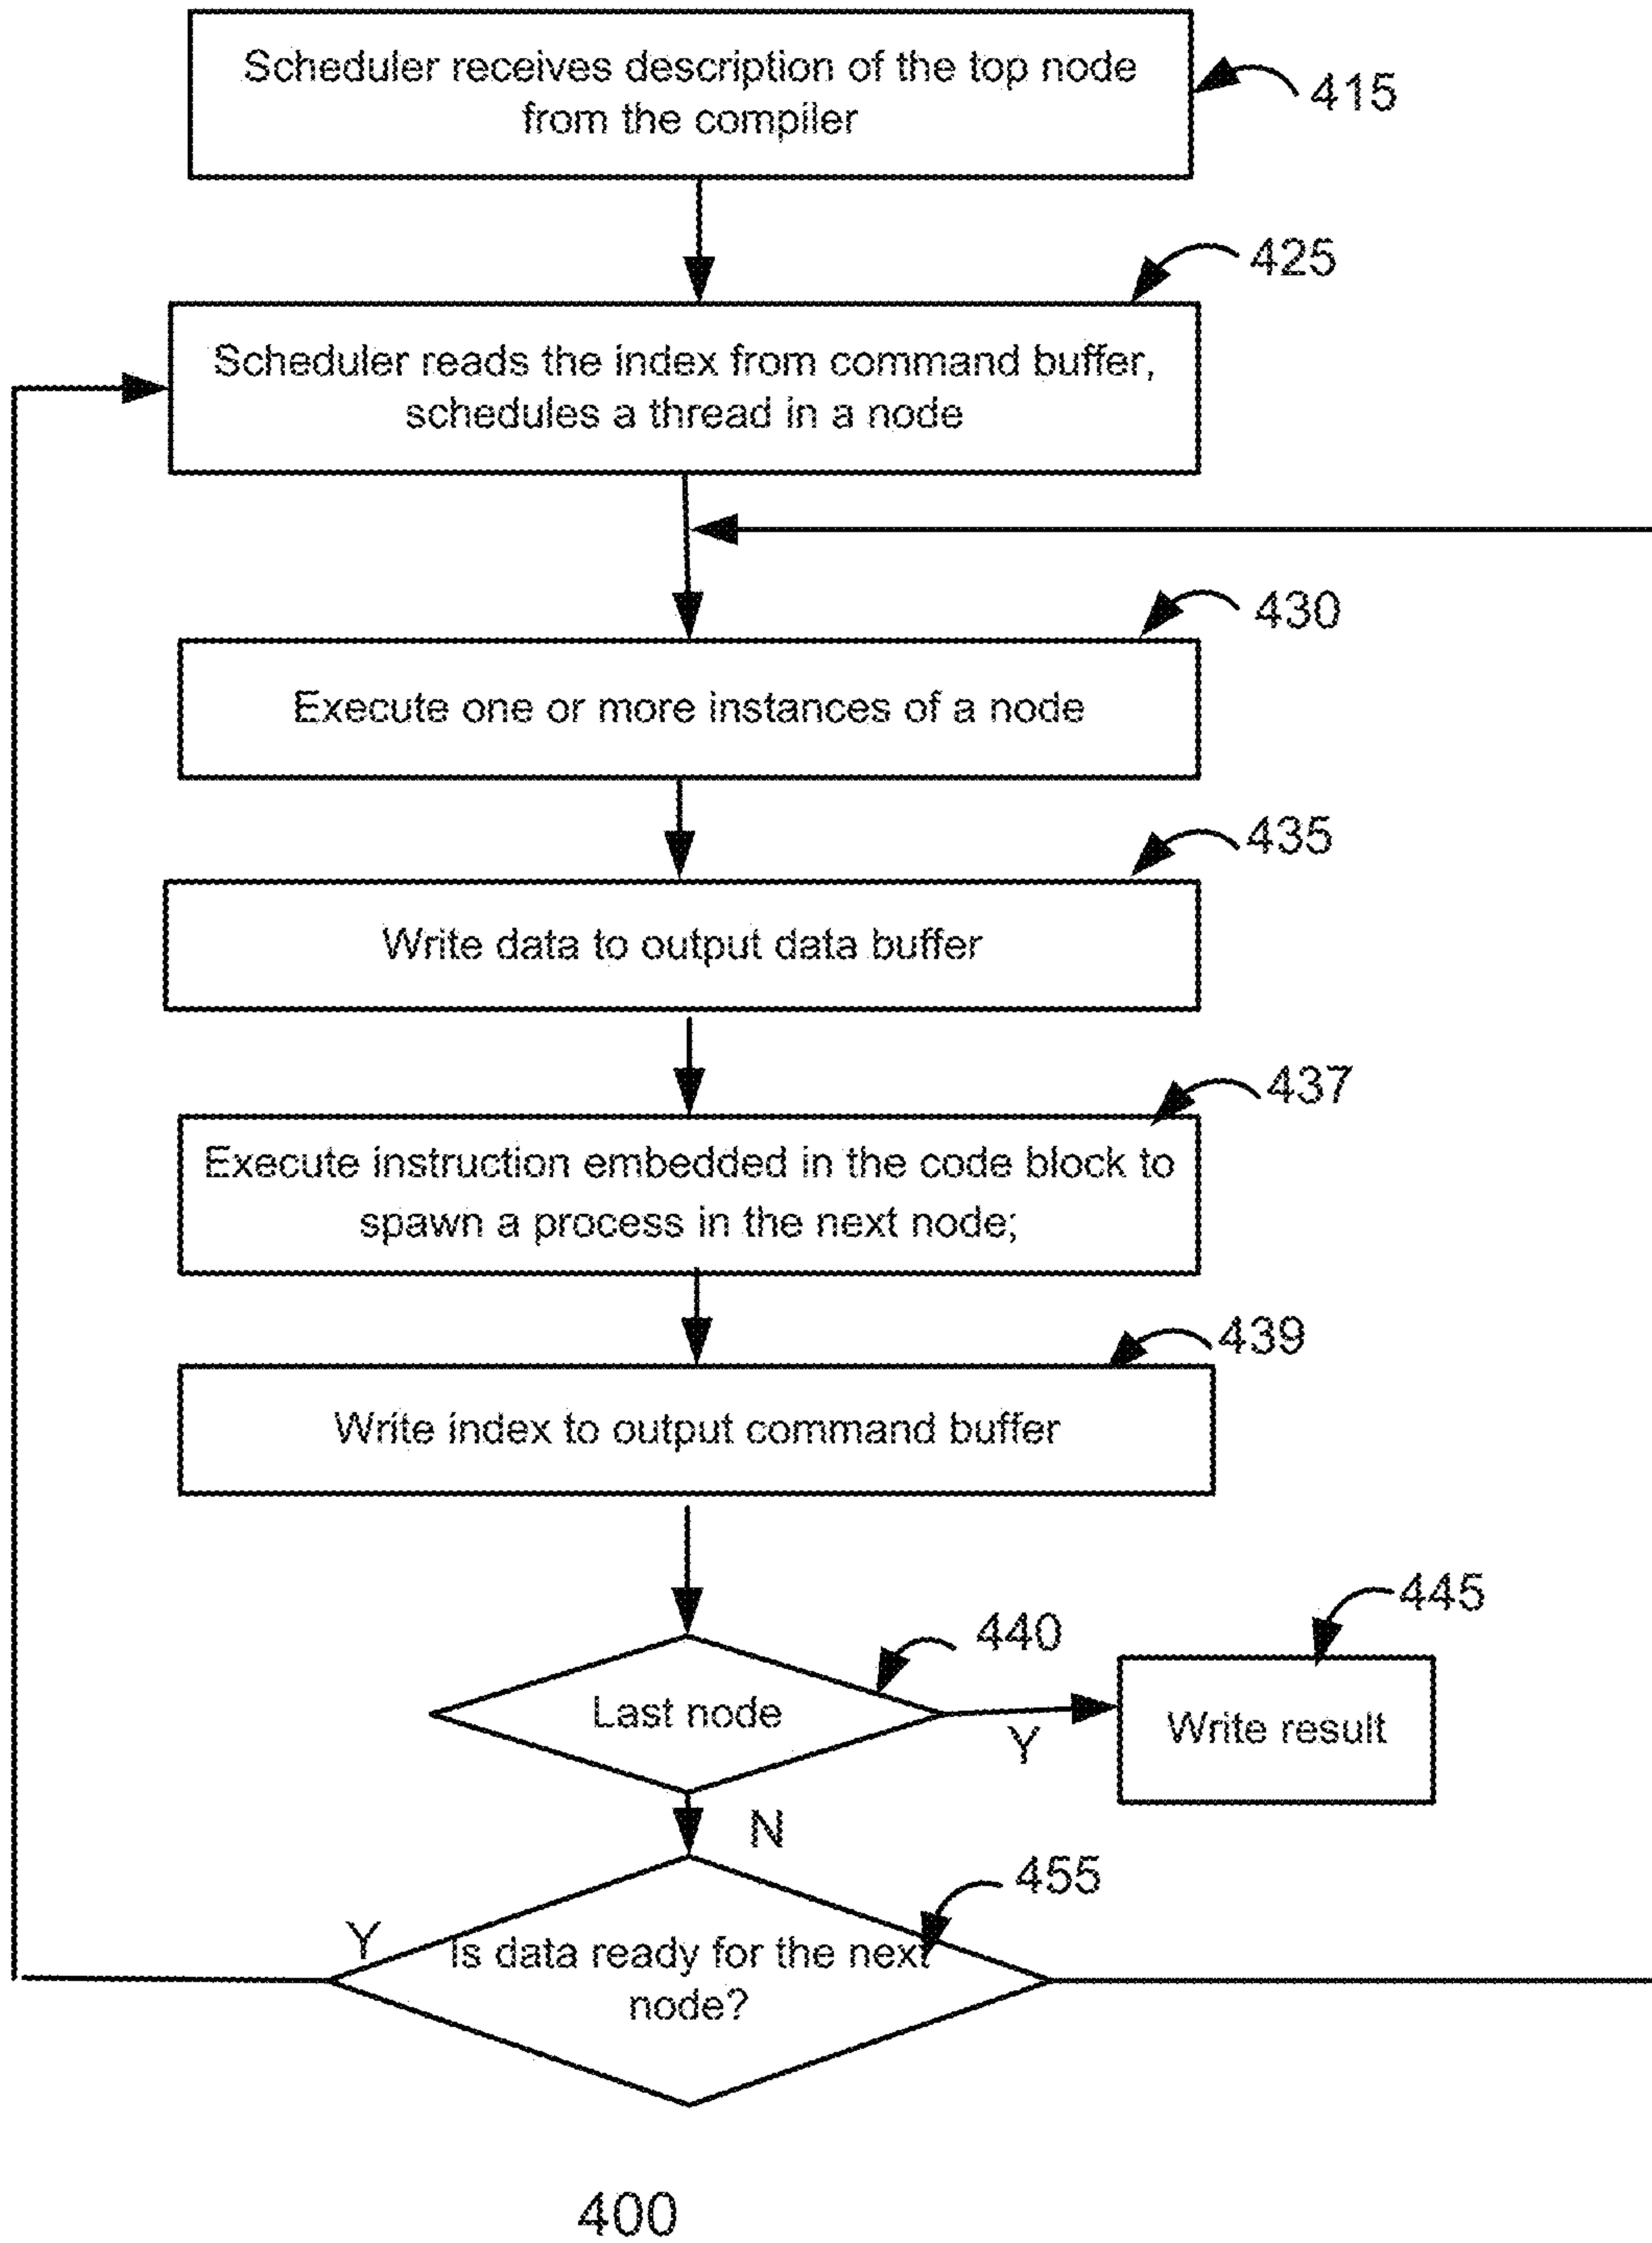 Scheduler receives description of the top node
from the compiler
415
425
Scheduler reads the index from command buffer,
schedules a thread in a node
430
Execute one or more instances of a node
435
Write data to output data buffer
437
Execute instruction embedded in the code block to
spawn a process in the next node;
439
Write index to output command buffer
445
440
Last node
Y
Write result
N
455
Y
Is data ready for the next
node?
400